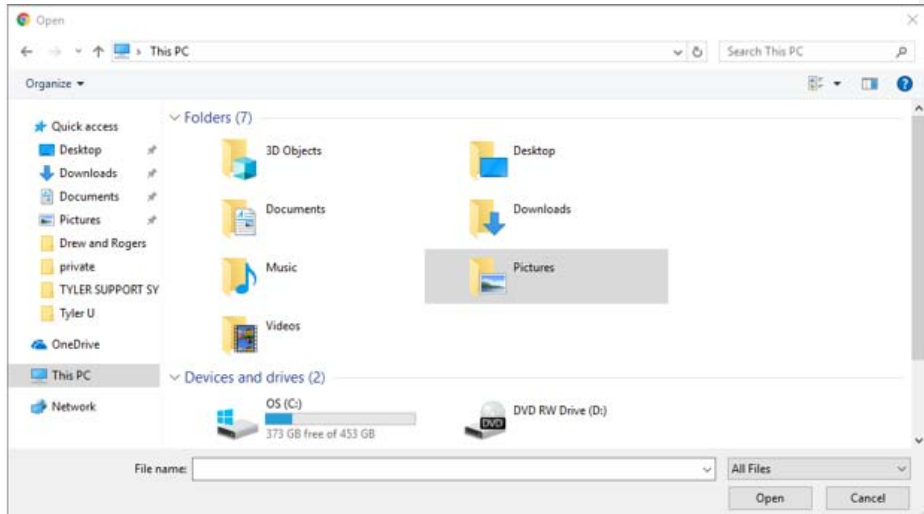 Open
This PC
Search This PC
Organize
Quick access
Desktop
Downloads
Documents
Pictures
Drew and Rogers
private
TYLER SUPPORT SY
Tyler U
OneDrive
This PC
Network
Folders (7)
3D Objects
Desktop
Documents
Downloads
Music
Pictures
Videos
Devices and drives (2)
OS (C:)
373 GB free of 453 GB
DVD RW Drive (D:)
DVD
File name:
All Files
Open
Cancel